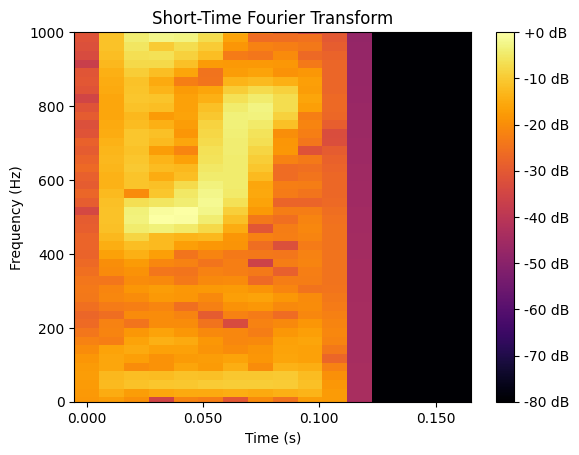 Short-Time Fourier Transform
1000
800
600
400
200
0
Frequency (Hz)
0.000
0.050
0.100
0.150
Time (s)
+0 dB
-10 dB
-20 dB
-30 dB
-40 dB
-50 dB
-60 dB
-70 dB
-80 dB